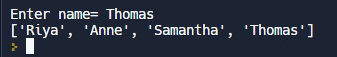 Enter name= Thomas
['Riya', 'Anne', 'Samantha', 'Thomas']
>